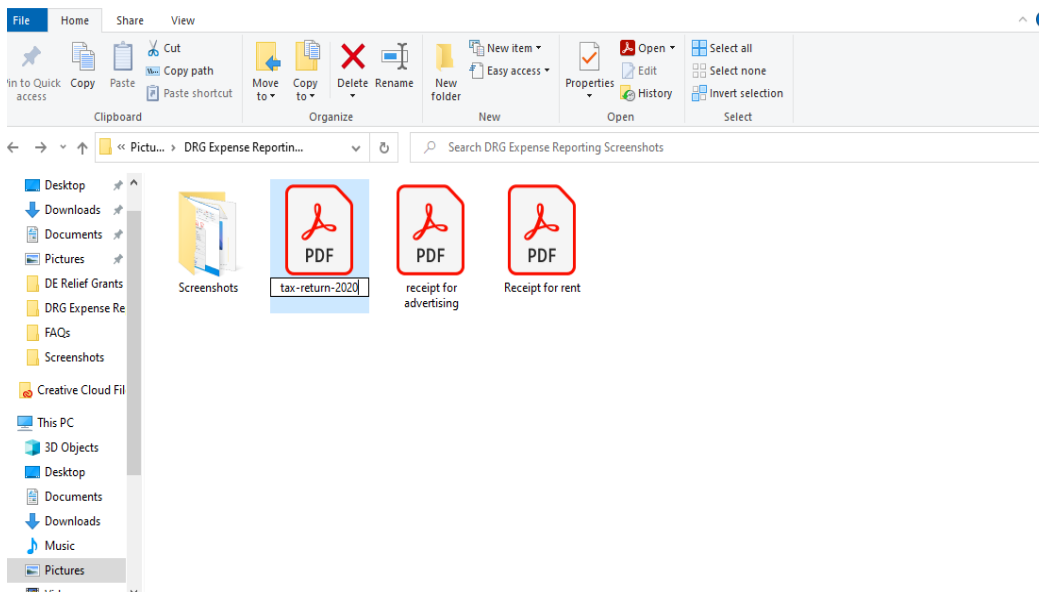 File Home Share View
Pin to Quick access
Copy
Paste
Cut
Copy path
Paste shortcut
Clipboard
Move to
Copy to
Delete
Rename
Organize
New folder
New item
Easy access
New
Properties
Open
Edit
History
Open
Select all
Select none
Invert selection
Select
« Pictu... › DRG Expense Reportin...
Search DRG Expense Reporting Screenshots
Desktop
Downloads
Documents
Pictures
DE Relief Grants
DRG Expense Re
FAQs
Screenshots
Creative Cloud Fil
This PC
3D Objects
Desktop
Documents
Downloads
Music
Pictures
Screenshots
PDF
tax-return-2020
PDF
receipt for
advertising
PDF
Receipt for rent